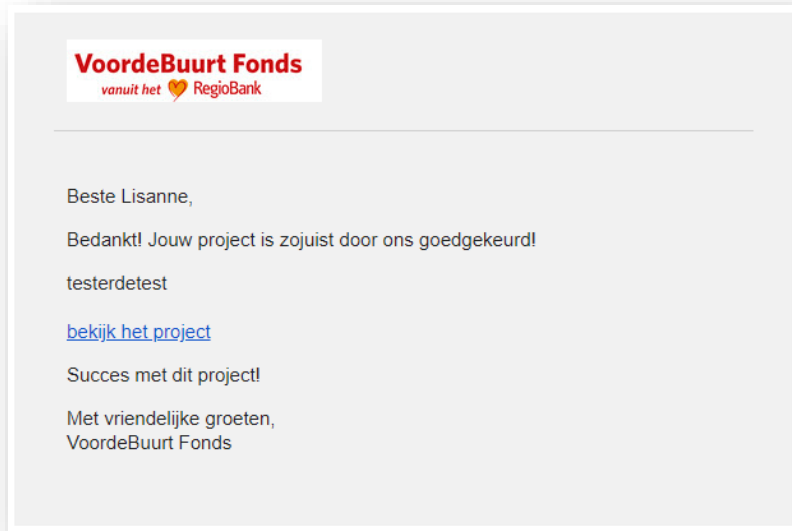 VoordeBuurt Fonds
vanuit het RegioBank
Beste Lisanne,
Bedankt! Jouw project is zojuist door ons goedgekeurd!
testerdetest
bekijk het project
Succes met dit project!
Met vriendelijke groeten,
VoordeBuurt Fonds